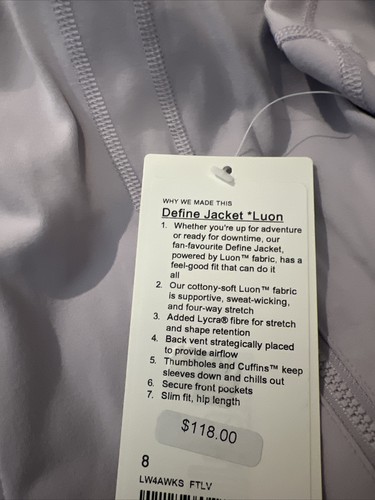 WHY WE MADE THIS
Define Jacket *Luon
1. Whether you're up for adventure
or ready for downtime, our
fan-favourite Define Jacket,
powered by Luon™ fabric, has a
feel-good fit that can do it
all
2. Our cottony-soft Luon™ fabric
is supportive, sweat-wicking,
and four-way stretch
3. Added Lycra® fibre for stretch
and shape retention
4. Back vent strategically placed
to provide airflow
5. Thumbholes and Cuffins™ keep
sleeves down and chills out
6. Secure front pockets
7. Slim fit, hip length
$118.00
8
LW4AWKS FTLV